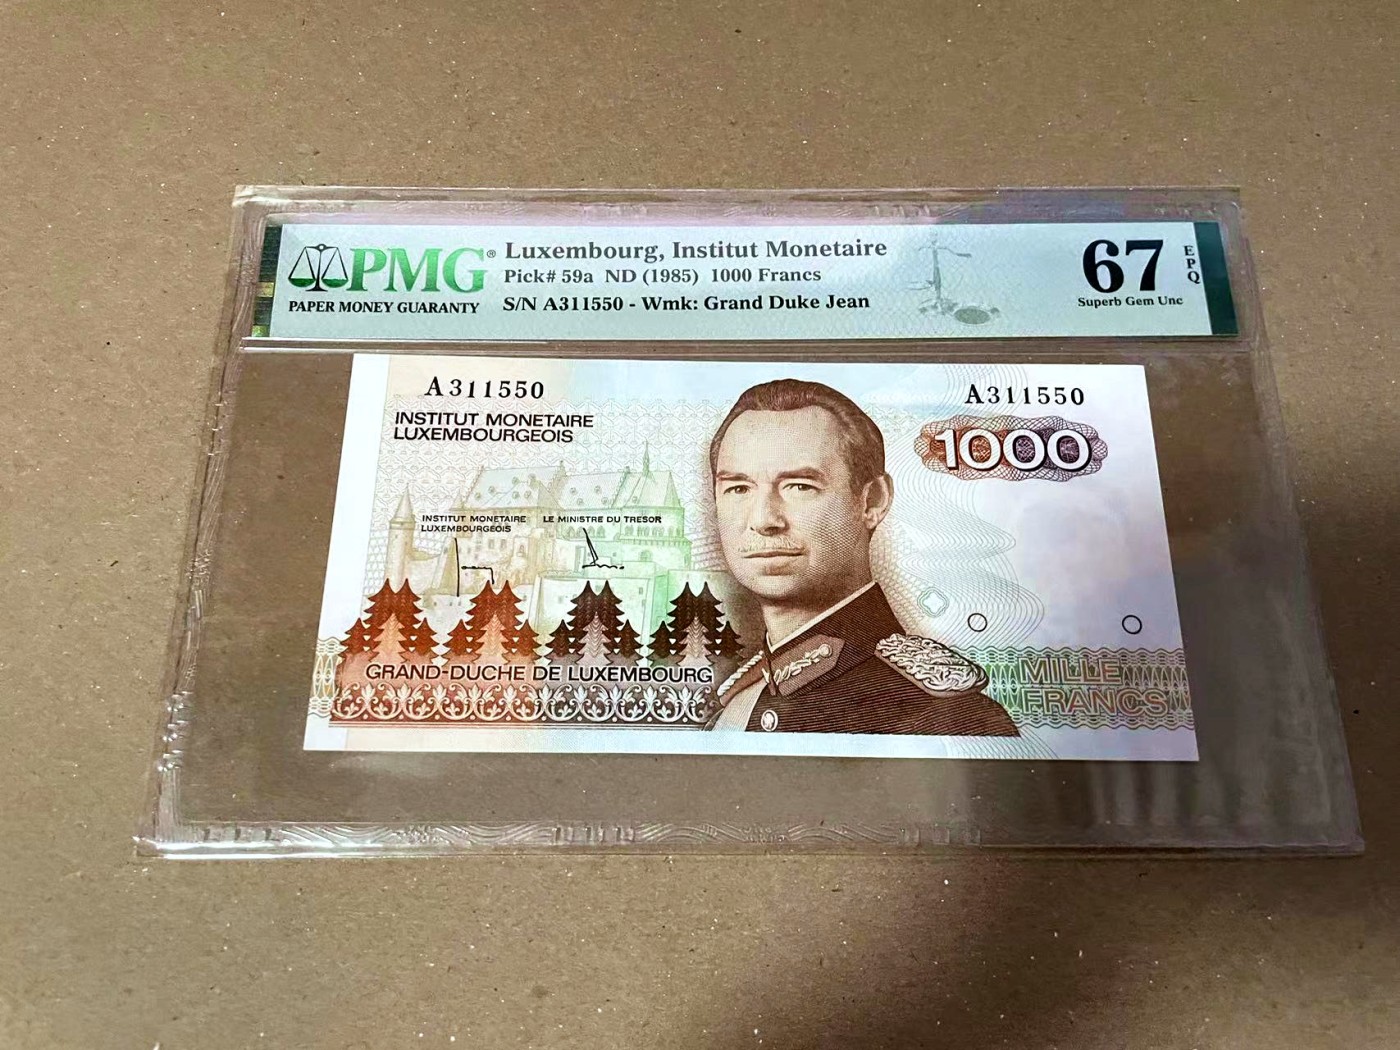 PMG®
PAPER MONEY GUARANTY
Luxembourg, Institut Monetaire
Pick# 59a ND (1985) 1000 Francs
S/N A311550 - Wmk: Grand Duke Jean
67
EPQ
Superb Gem Unc
A311550
A311550
INSTITUT MONETAIRE
LUXEMBOURGEOIS
1000
INSTITUT MONETAIRE
LUXEMBOURGEOIS
LE MINISTRE DU TRESOR
GRAND-DUCHE DE LUXEMBOURG
MILLE
FRANCS